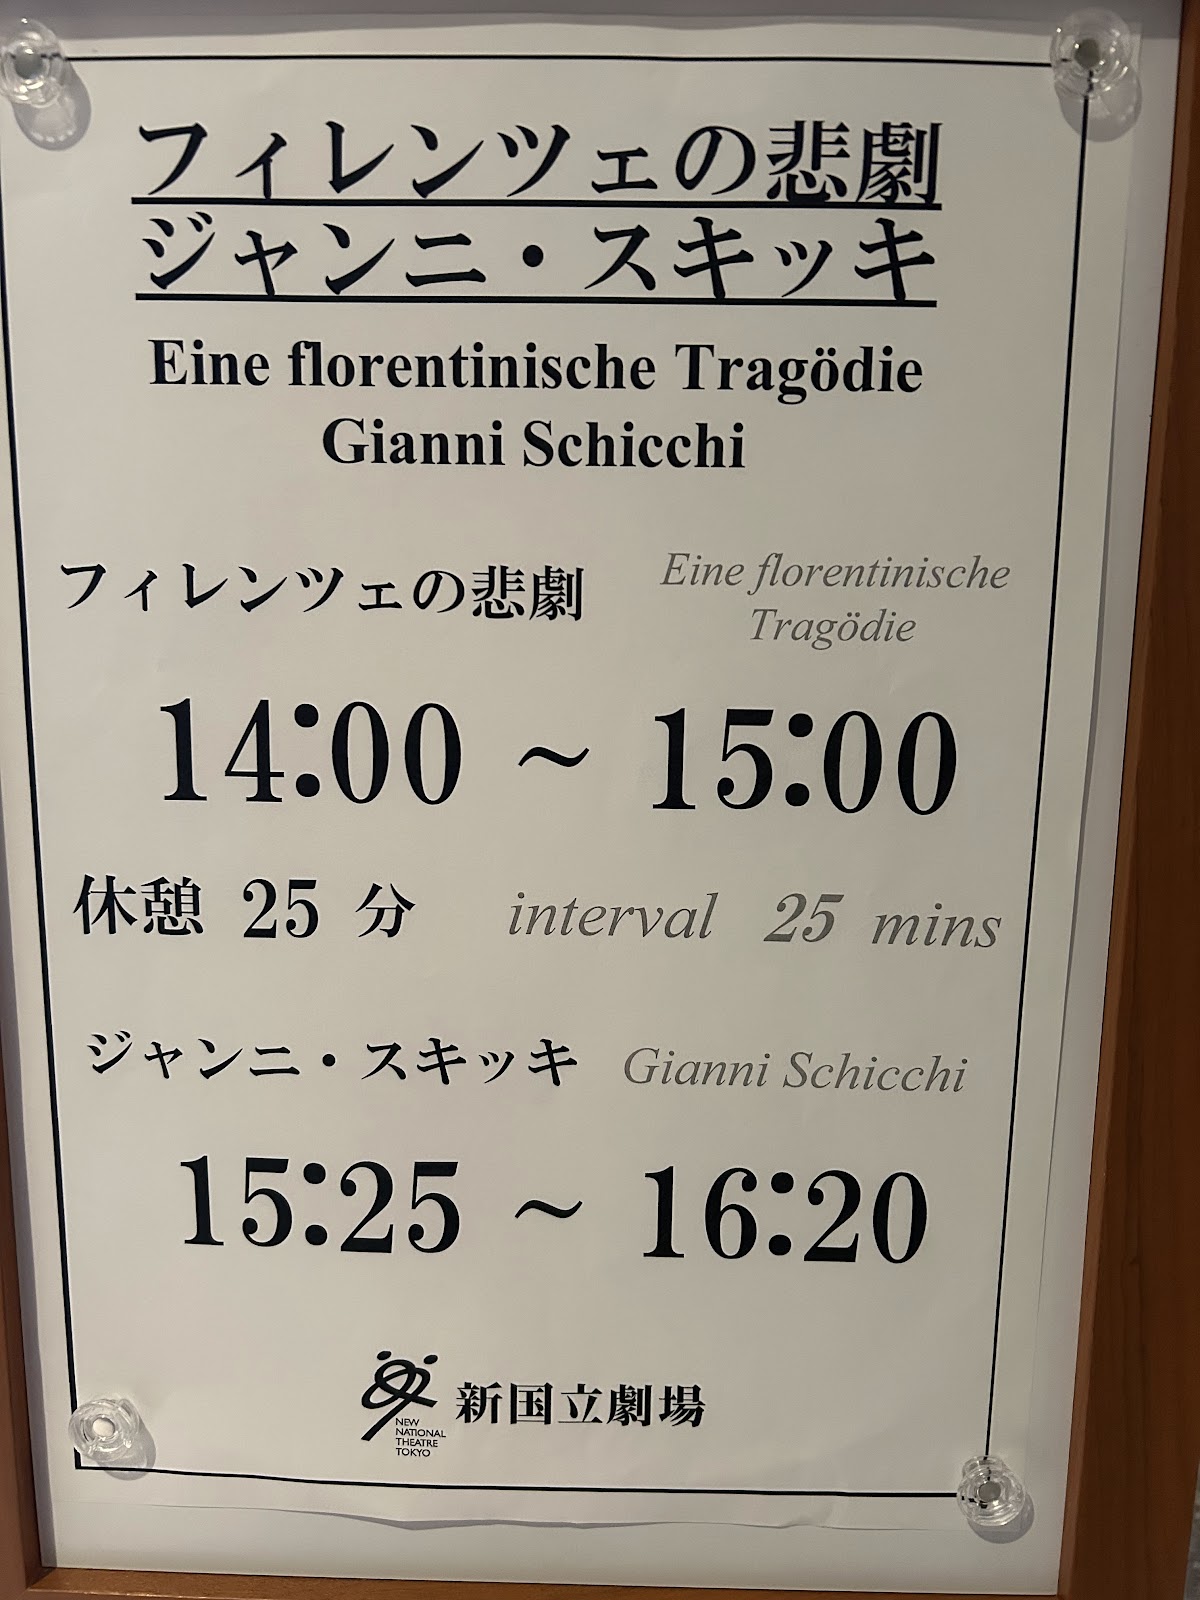 フィレンツェの悲劇
ジャンニ・スキッキ
Eine florentinische Tragödie
Gianni Schicchi
フィレンツェの悲劇 Eine florentinische
Tragödie
14:00 ~ 15:00
休憩 25 分 interval 25 mins
ジャンニ・スキッキ Gianni Schicchi
15:25 ~ 16:20
新国立劇場
NEW
NATIONAL
THEATRE
TOKYO